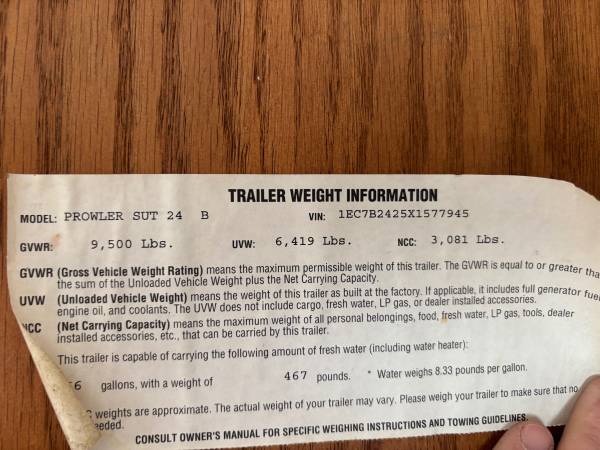 TRAILER WEIGHT INFORMATION
MODEL: PROWLER SUT 24 B VIN: 1EC7B2425X1577945
GVWR: 9,500 Lbs. UVW: 6,419 Lbs. NCC: 3,081 Lbs.
GVWR (Gross Vehicle Weight Rating) means the maximum permissible weight of this trailer. The GVWR is equal to or greater tha
the sum of the Unloaded Vehicle Weight plus the Net Carrying Capacity.
UVW (Unloaded Vehicle Weight) means the weight of this trailer as built at the factory. If applicable, it includes full generator fue
engine oil, and coolants. The UVW does not include cargo, fresh water, LP gas, or dealer installed accessories.
CC (Net Carrying Capacity) means the maximum weight of all personal belongings, food, fresh water, LP gas, tools, dealer
installed accessories, etc., that can be carried by this trailer.
This trailer is capable of carrying the following amount of fresh water (including water heater):
6 gallons, with a weight of 467 pounds. * Water weighs 8.33 pounds per gallon.
weights are approximate. The actual weight of your trailer may vary. Please weigh your trailer to make sure that no
eeded.
CONSULT OWNER'S MANUAL FOR SPECIFIC WEIGHING INSTRUCTIONS AND TOWING GUIDELINES.